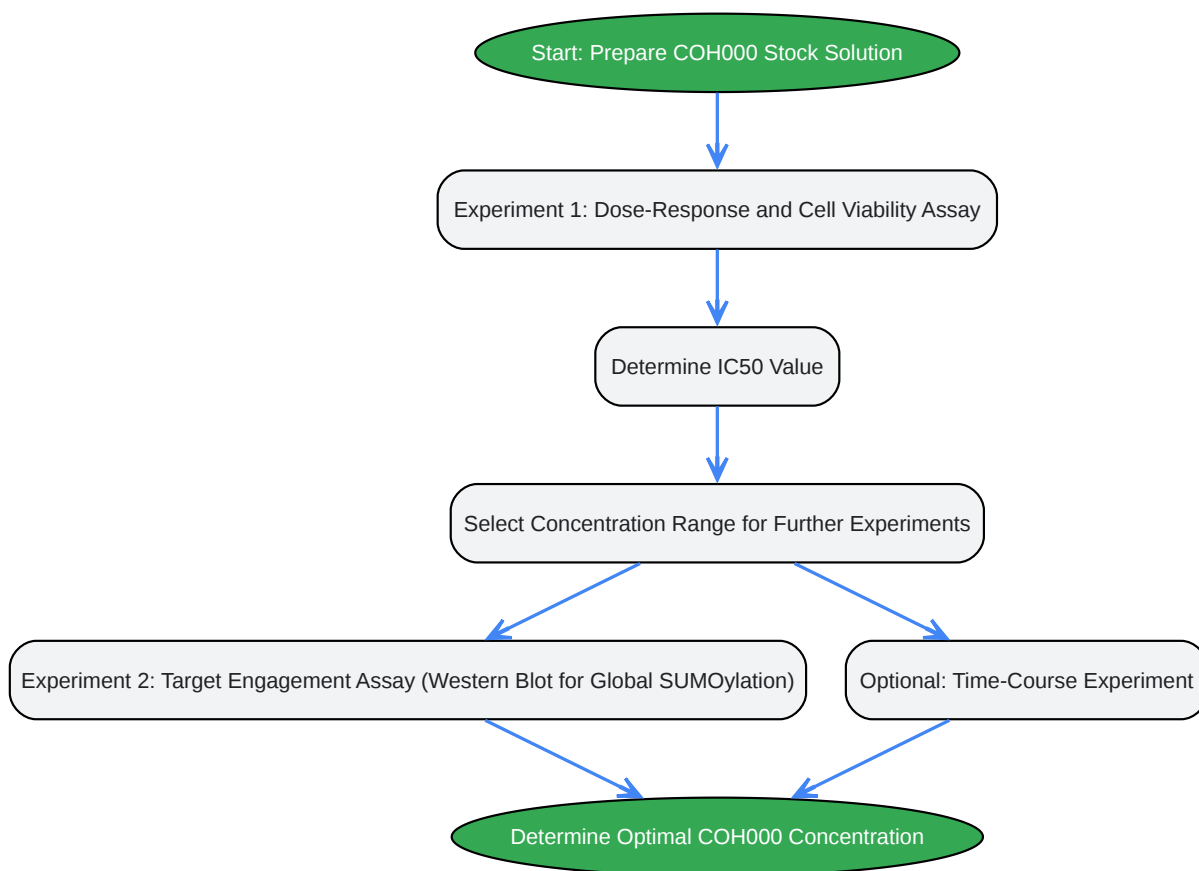 Start: Prepare COH000 Stock Solution
Experiment 1: Dose-Response and Cell Viability Assay
Determine IC50 Value
Select Concentration Range for Further Experiments
Experiment 2: Target Engagement Assay (Western Blot for Global SUMOylation)
Optional: Time-Course Experiment
Determine Optimal COH000 Concentration